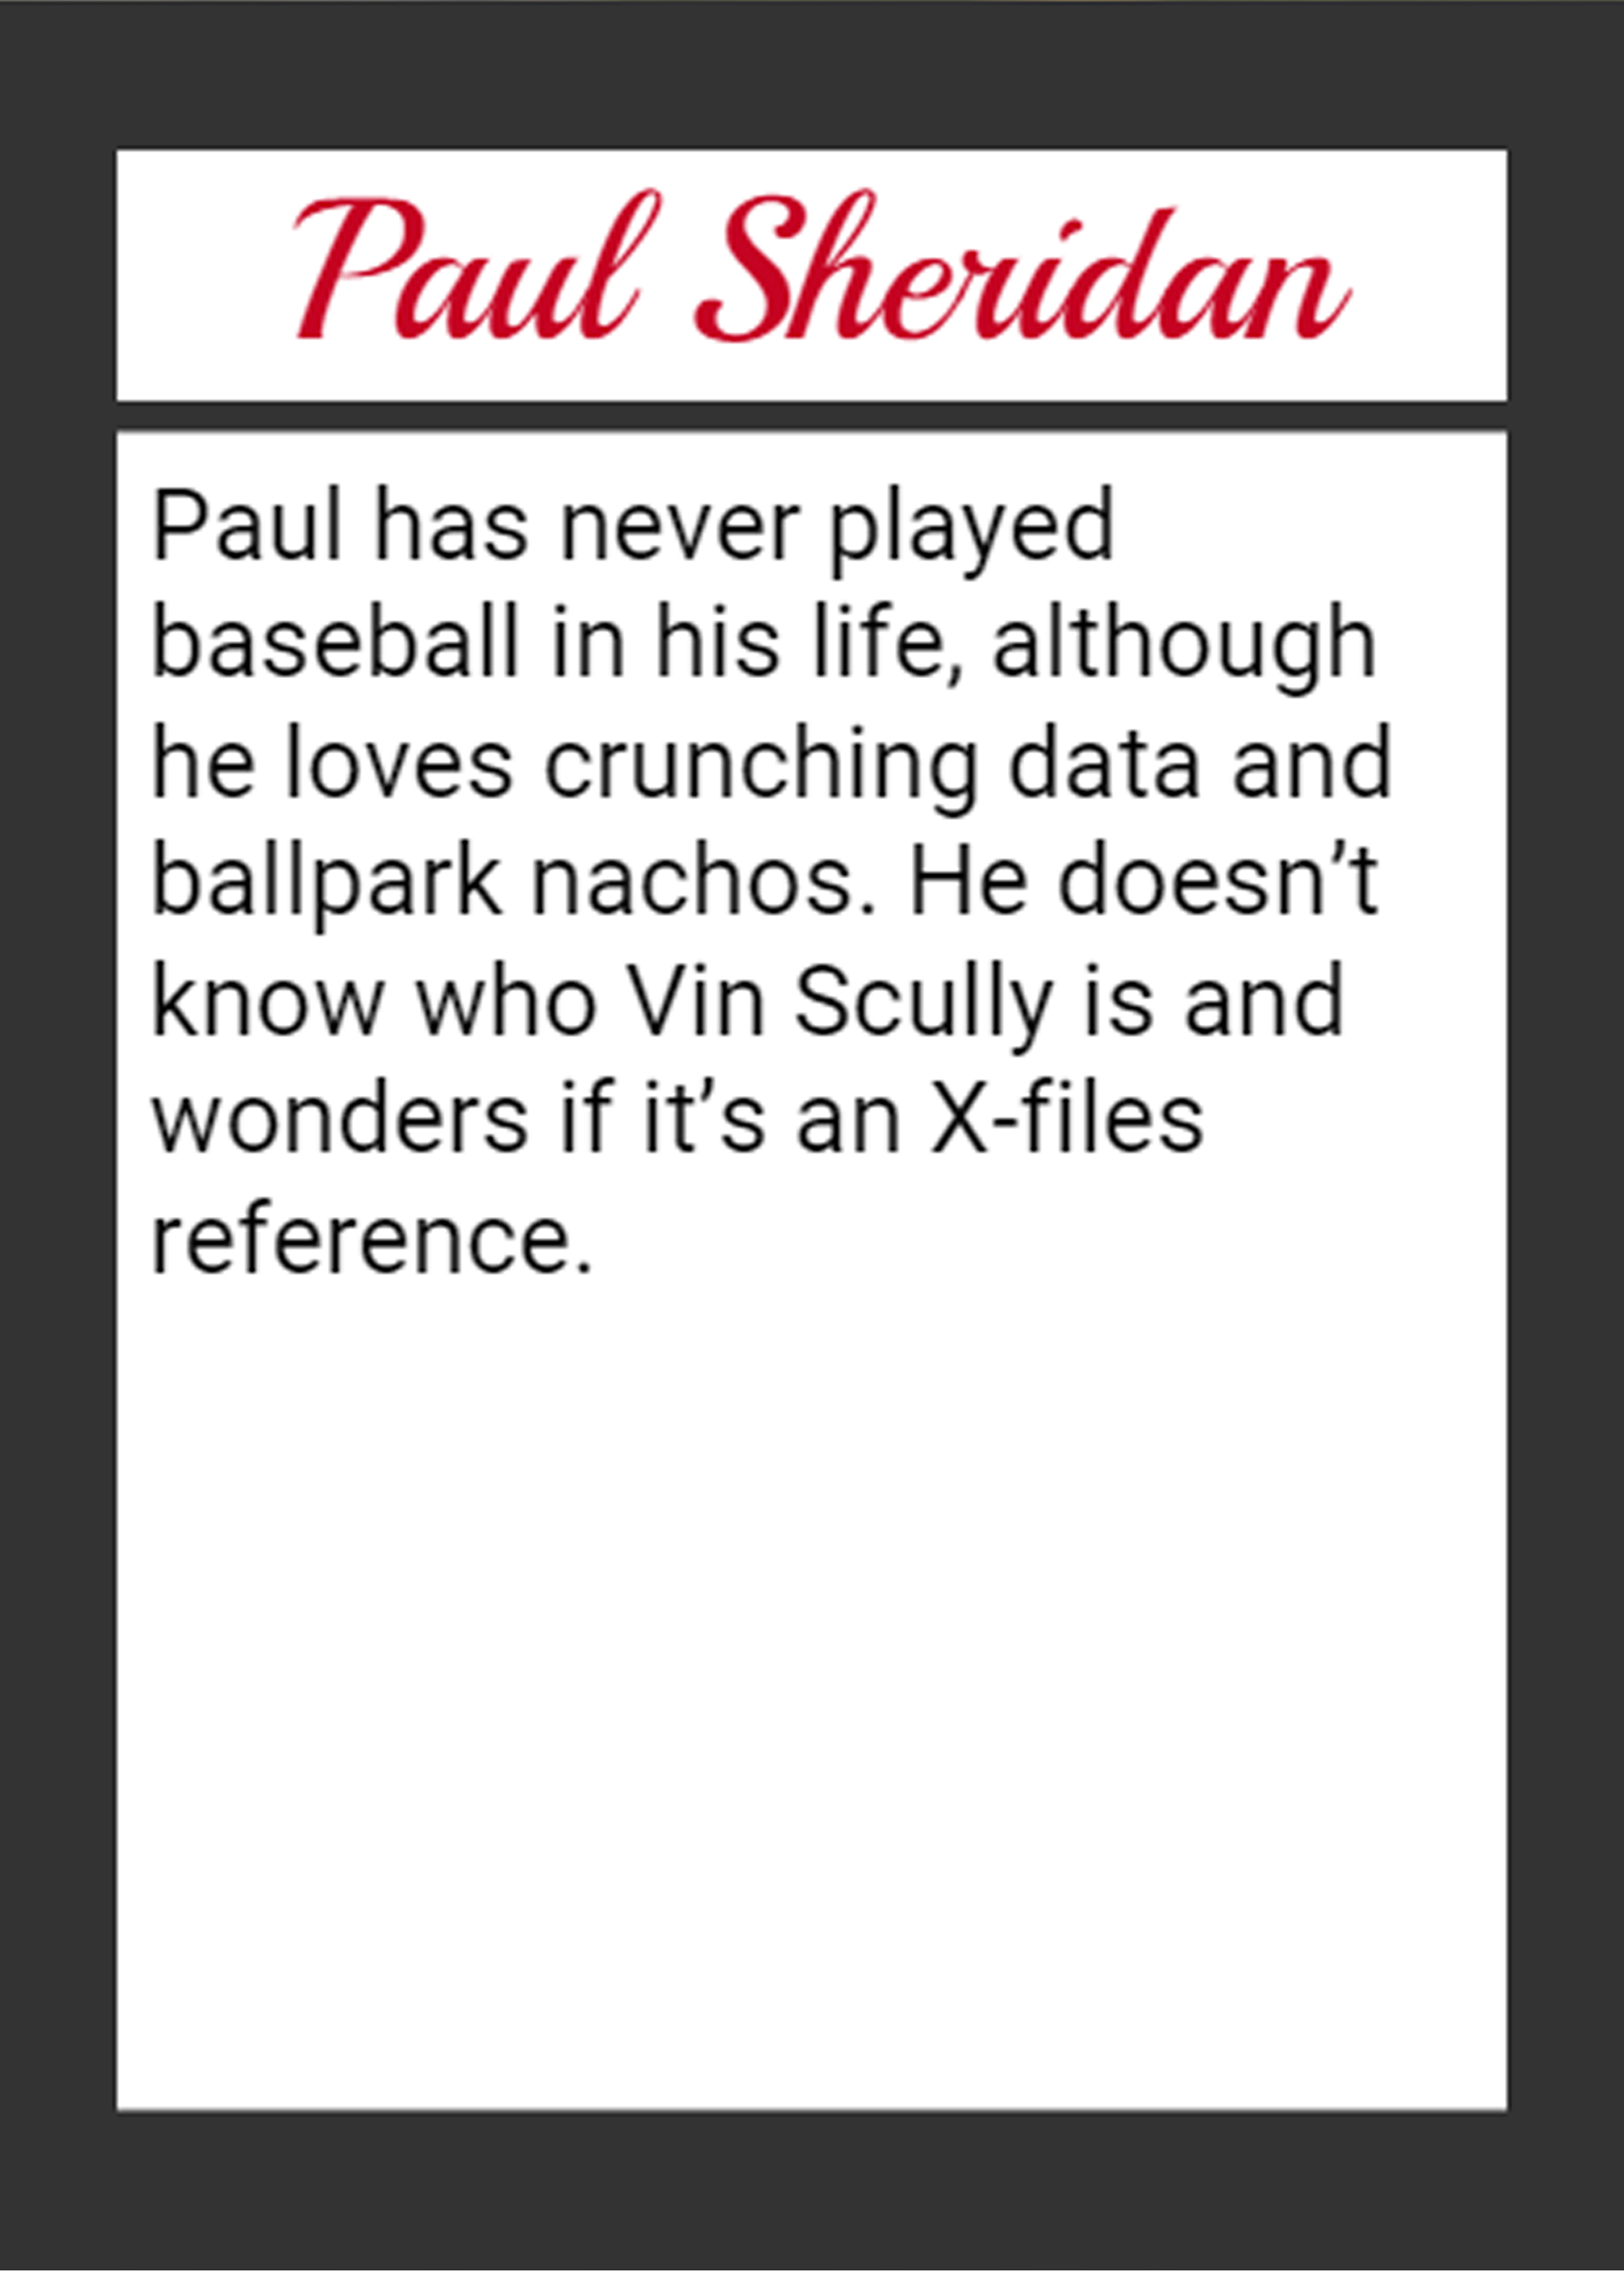 Paul Sheridan
Paul has never played
baseball in his life, although
he loves crunching data and
ballpark nachos. He doesn’t
know who Vin Scully is and
wonders if it’s an X-files
reference.